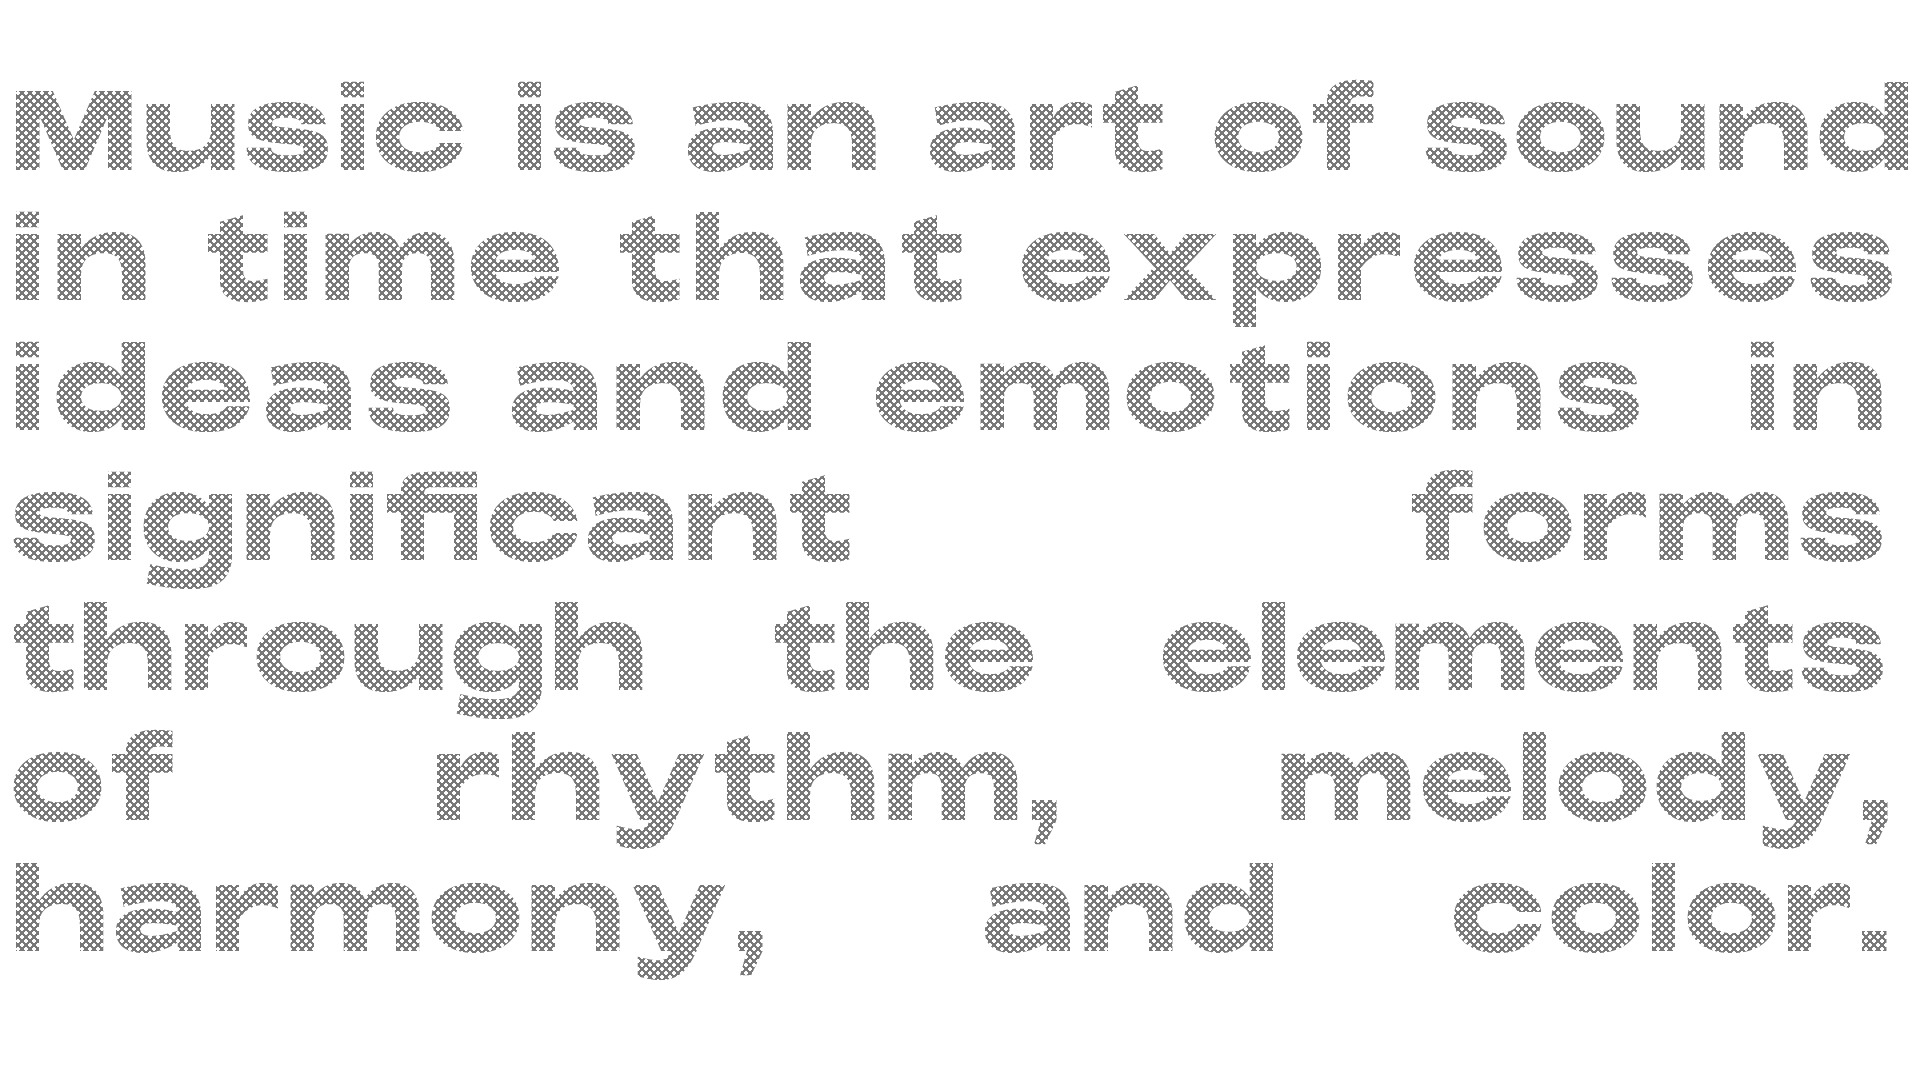 Music is an art of sound
in time that expresses
ideas and emotions in
significant forms
through the elements
of rhythm, melody,
harmony, and color.